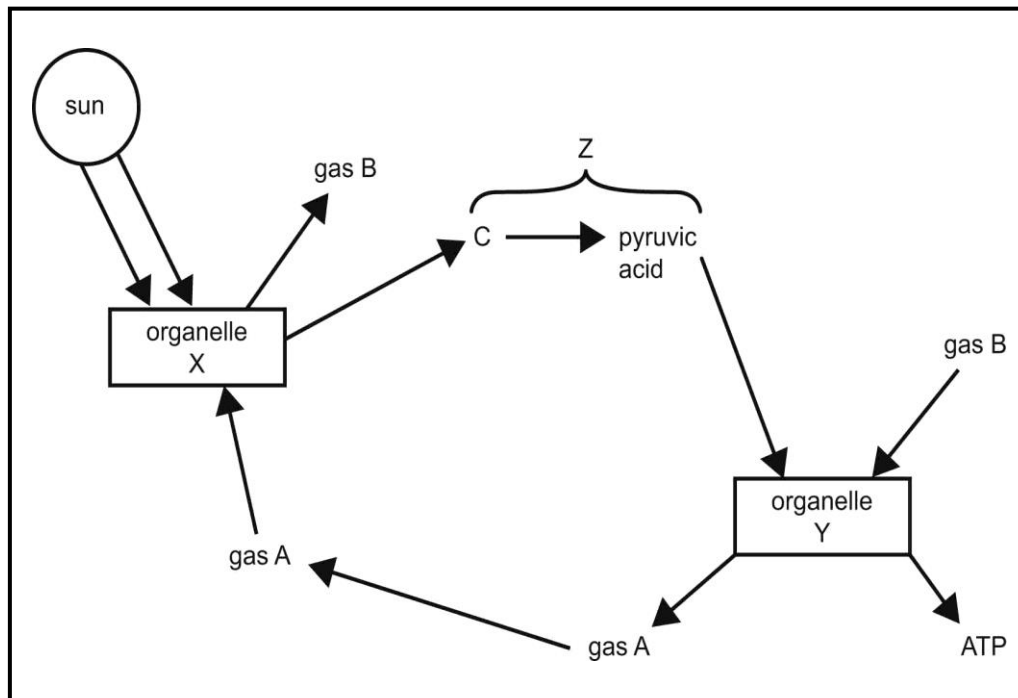 sun
gas B
Z
C
pyruvic
acid
organelle
X
gas B
organelle
Y
gas A
gas A
ATP